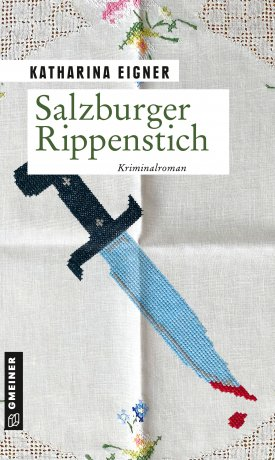 KATHARINA EIGNER
Salzburger
Rippenstich
Kriminalroman
GMEINER